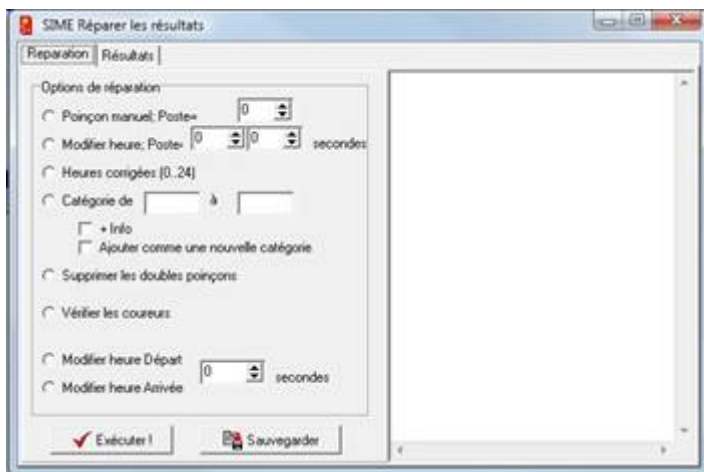 SIME Réparer les résultats
Reparation Résultats
Options de réparation
Poinçon manuel; Poste= 0
Modifier heure; Poste= 0 0 secondes
Heures corrigées (0..24)
Catégorie de à
+ Info
Ajouter comme une nouvelle catégorie
Supprimer les doubles poinçons
Vérifier les coureurs
Modifier heure Départ
0 secondes
Modifier heure Arrivée
Exécuter ! Sauvegarder